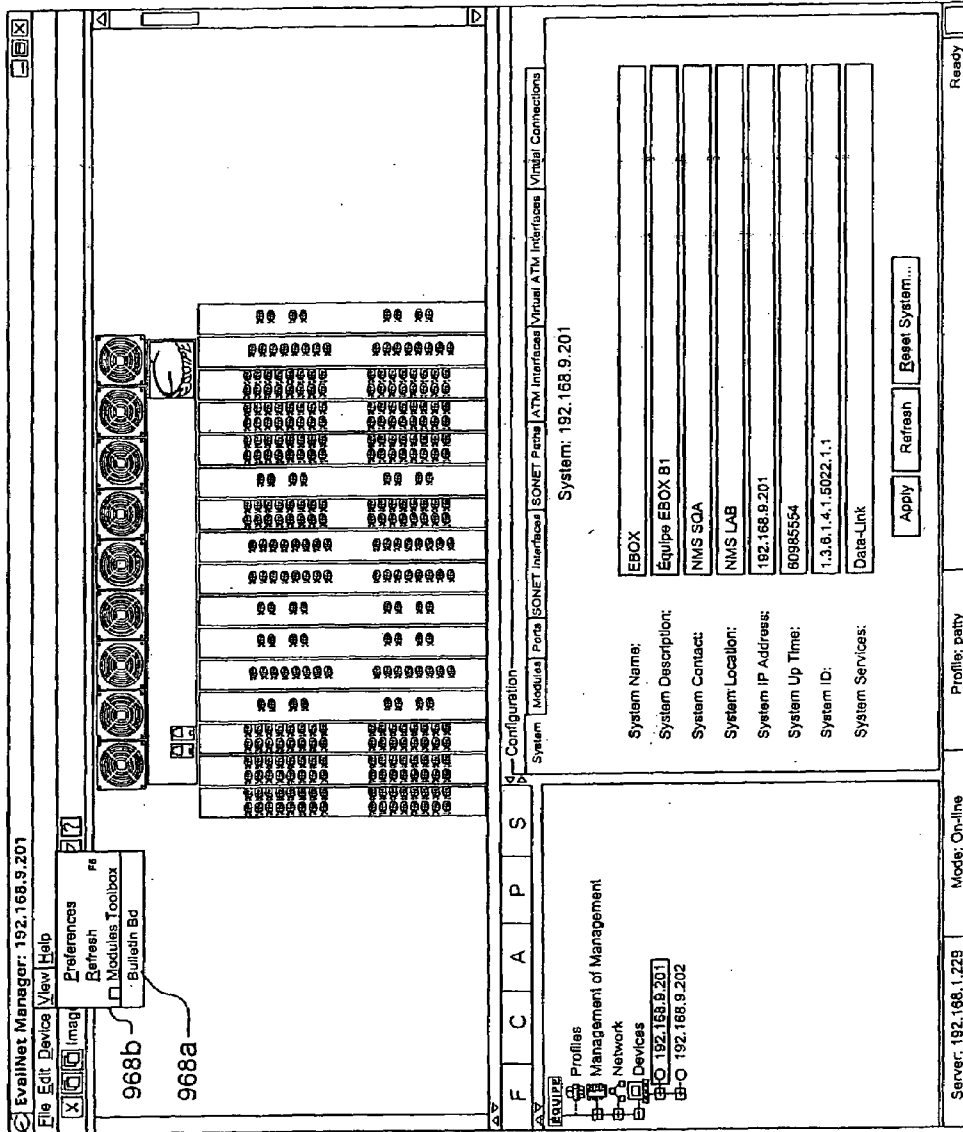 EvailNet Manager: 192.168.9.201
File Edit Device View Help
Imag
?
Preferences
Refresh F5
Modules Toolbox
Bulletin Bd
968b
968a
EQUIPE
F C A P S
Configuration
System Modules Ports SONET Interfaces SONET Paths ATM Interfaces Virtual ATM Interfaces Virtual Connections
EQUIPE
Profiles
Management of Management
Network
Devices
192.168.9.201
192.168.9.202
System: 192.168.9.201
System Name: EBOX
System Description: Equipe EBOX B1
System Contact: NMS SQA
System Location: NMS LAB
System IP Address: 192.168.9.201
System Up Time: 60985554
System ID: 1.3.6.1.4.1.5022.1.1
System Services: Data-Link
Apply Refresh Reset System...
Server: 192.168.1.229 Mode: On-line Profile: patty Ready